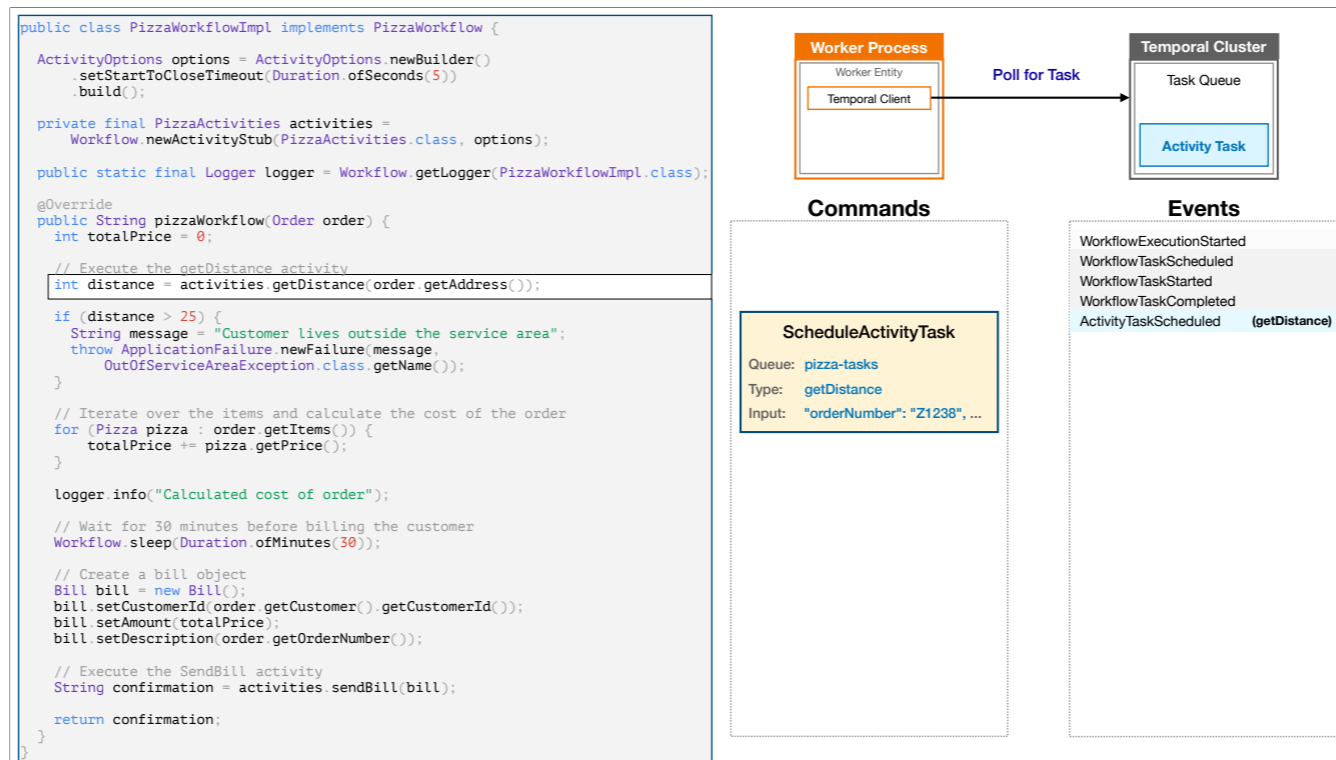 public class PizzaWorkflowImpl implements PizzaWorkflow {
ActivityOptions options = ActivityOptions.newBuilder()
.setStartToCloseTimeout(Duration.ofSeconds(5))
.build();
private final PizzaActivities activities =
Workflow.newActivityStub(PizzaActivities.class, options);
public static final Logger logger = Workflow.getLogger(PizzaWorkflowImpl.class);
@Override
public String pizzaWorkflow(Order order) {
int totalPrice = 0;
// Execute the getDistance activity
int distance = activities.getDistance(order.getAddress());
if (distance > 25) {
String message = "Customer lives outside the service area";
throw ApplicationFailure.newFailure(message,
OutOfServiceAreaException.class.getName());
}
// Iterate over the items and calculate the cost of the order
for (Pizza pizza : order.getItems()) {
totalPrice += pizza.getPrice();
}
logger.info("Calculated cost of order");
// Wait for 30 minutes before billing the customer
Workflow.sleep(Duration.ofMinutes(30));
// Create a bill object
Bill bill = new Bill();
bill.setCustomerId(order.getCustomer().getCustomerId());
bill.setAmount(totalPrice);
bill.setDescription(order.getOrderNumber());
// Execute the SendBill activity
String confirmation = activities.sendBill(bill);
return confirmation;
}
}
Worker Process
Worker Entity
Temporal Client
Poll for Task
Temporal Cluster
Task Queue
Activity Task
Commands
ScheduleActivityTask
Queue: pizza-tasks
Type: getDistance
Input: "orderNumber": "Z1238", ...
Events
WorkflowExecutionStarted
WorkflowTaskScheduled
WorkflowTaskStarted
WorkflowTaskCompleted
ActivityTaskScheduled (getDistance)